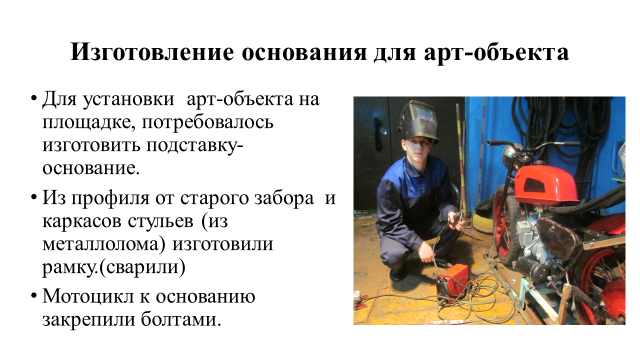 Изготовление основания для арт-объекта
• Для установки  арт-объекта на
площадке, потребовалось
изготовить подставку-
основание.
• Из профиля от старого забора  и
каркасов стульев (из
металлолома) изготовили
рамку.(сварили)
• Мотоцикл к основанию
закрепили болтами.